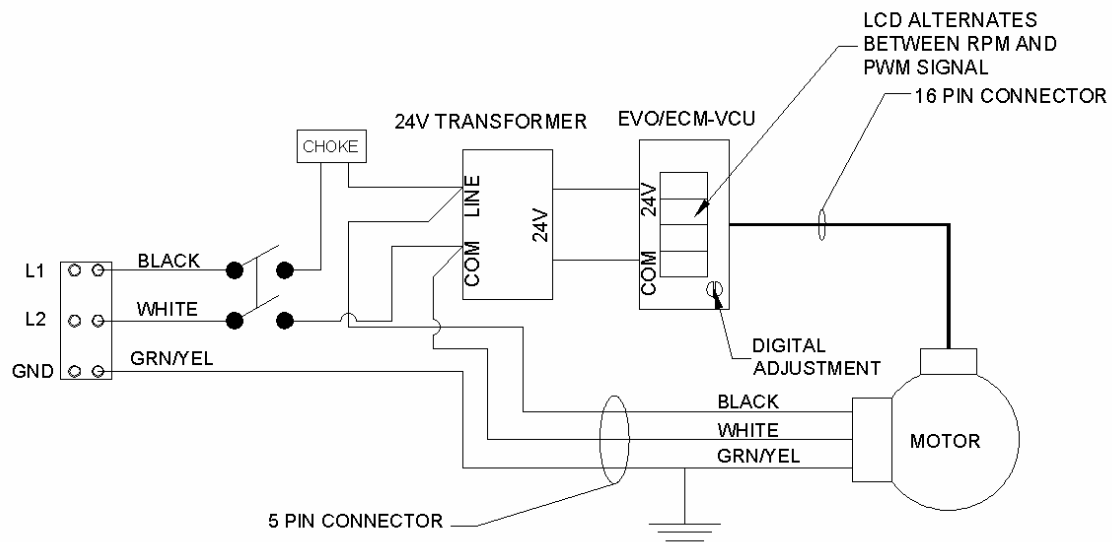 LCD ALTERNATES
BETWEEN RPM AND
PWM SIGNAL
16 PIN CONNECTOR
24V TRANSFORMER
EVO/ECM-VCU
CHOKE
LINE
COM
24V
24V
COM
L1
BLACK
L2
WHITE
GND
GRN/YEL
DIGITAL
ADJUSTMENT
BLACK
WHITE
GRN/YEL
MOTOR
5 PIN CONNECTOR